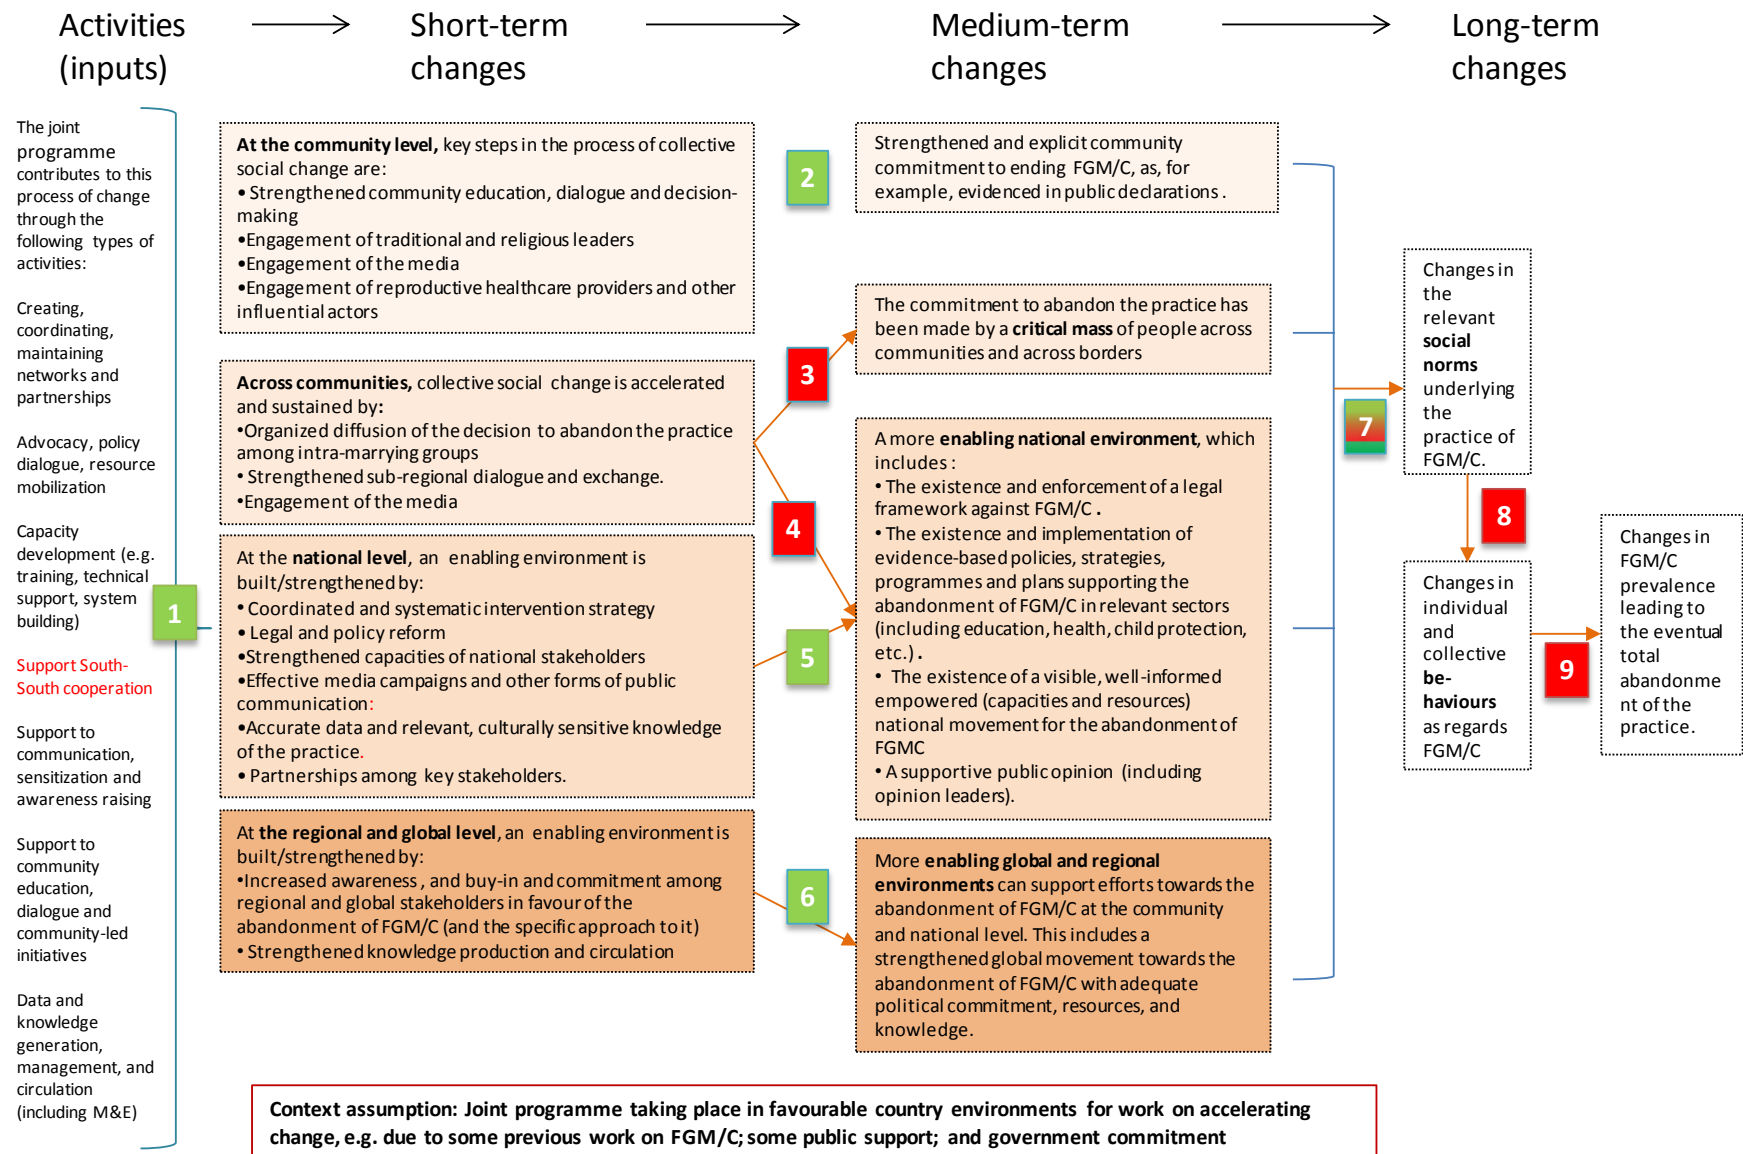 Activities
(inputs)
Short-term
changes
Medium-term
changes
Long-term
changes
The joint
programme
contributes to this
process of change
through the
following types of
activities:
Creating,
coordinating,
maintaining
networks and
partnerships
Advocacy, policy
dialogue, resource
mobilization
Capacity
development (e.g.
training, technical
support, system
building)
Support South-
South cooperation
Support to
communication,
sensitization and
awareness raising
Support to
community
education,
dialogue and
community-led
initiatives
Data and
knowledge
generation,
management, and
circulation
(including M&E)
1
At the community level, key steps in the process of collective
social change are:
• Strengthened community education, dialogue and decision-
making
•Engagement of traditional and religious leaders
•Engagement of the media
•Engagement of reproductive healthcare providers and other
influential actors
Across communities, collective social change is accelerated
and sustained by:
•Organized diffusion of the decision to abandon the practice
among intra-marrying groups
• Strengthened sub-regional dialogue and exchange.
•Engagement of the media
At the national level, an enabling environment is
built/strengthened by:
• Coordinated and systematic intervention strategy
• Legal and policy reform
•Strengthened capacities of national stakeholders
•Effective media campaigns and other forms of public
communication:
•Accurate data and relevant, culturally sensitive knowledge
of the practice.
• Partnerships among key stakeholders.
At the regional and global level, an enabling environment is
built/strengthened by:
•Increased awareness , and buy-in and commitment among
regional and global stakeholders in favour of the
abandonment of FGM/C (and the specific approach to it)
• Strengthened knowledge production and circulation
2
3
4
5
6
Strengthened and explicit community
commitment to ending FGM/C, as, for
example, evidenced in public declarations .
The commitment to abandon the practice has
been made by a critical mass of people across
communities and across borders
A more enabling national environment, which
includes :
• The existence and enforcement of a legal
framework against FGM/C .
• The existence and implementation of
evidence-based policies, strategies,
programmes and plans supporting the
abandonment of FGM/C in relevant sectors
(including education, health, child protection,
etc.) .
• The existence of a visible, well-informed
empowered (capacities and resources)
national movement for the abandonment of
FGMC
• A supportive public opinion (including
opinion leaders).
More enabling global and regional
environments can support efforts towards the
abandonment of FGM/C at the community
and national level. This includes a
strengthened global movement towards the
abandonment of FGM/C with adequate
political commitment, resources, and
knowledge.
7
Changes in
the
relevant
social
norms
underlying
the
practice of
FGM/C.
8
Changes in
individual
and
collective
be-
haviours
as regards
FGM/C
9
Changes in
FGM/C
prevalence
leading to
the eventual
total
abandonme
nt of the
practice.
Context assumption: Joint programme taking place in favourable country environments for work on accelerating
change, e.g. due to some previous work on FGM/C; some public support; and government commitment